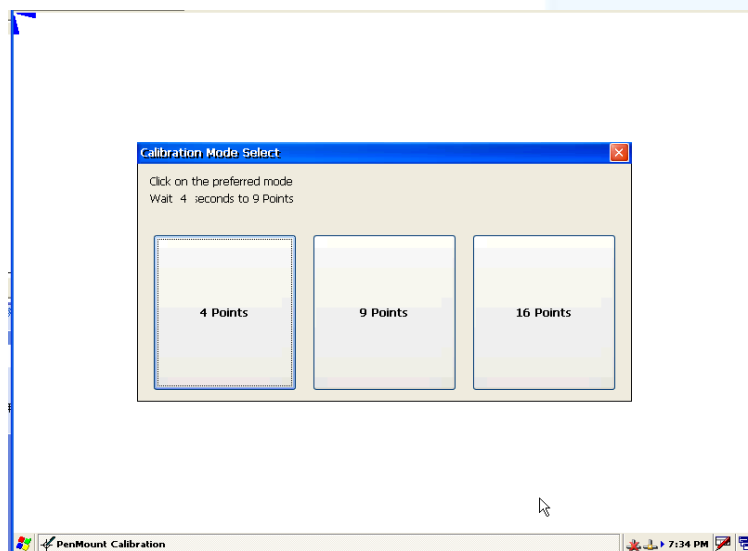 Calibration Mode Select
Click on the preferred mode
Wait 4 seconds to 9 Points
4 Points
9 Points
16 Points
PenMount Calibration
7:34 PM